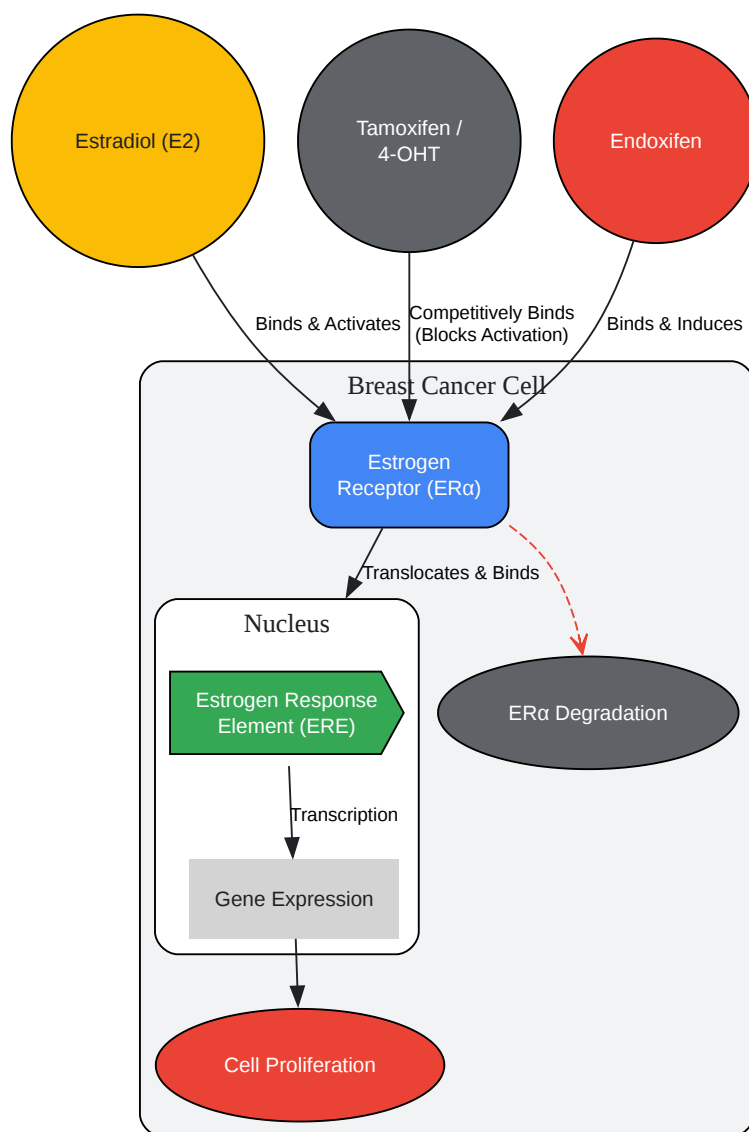 Estradiol (E2)
Tamoxifen /
4-OHT
Endoxifen
Binds & Activates
Competitively Binds
(Blocks Activation)
Binds & Induces
Breast Cancer Cell
Estrogen
Receptor (ERα)
Translocates & Binds
Nucleus
Estrogen Response
Element (ERE)
ERα Degradation
Transcription
Gene Expression
Cell Proliferation